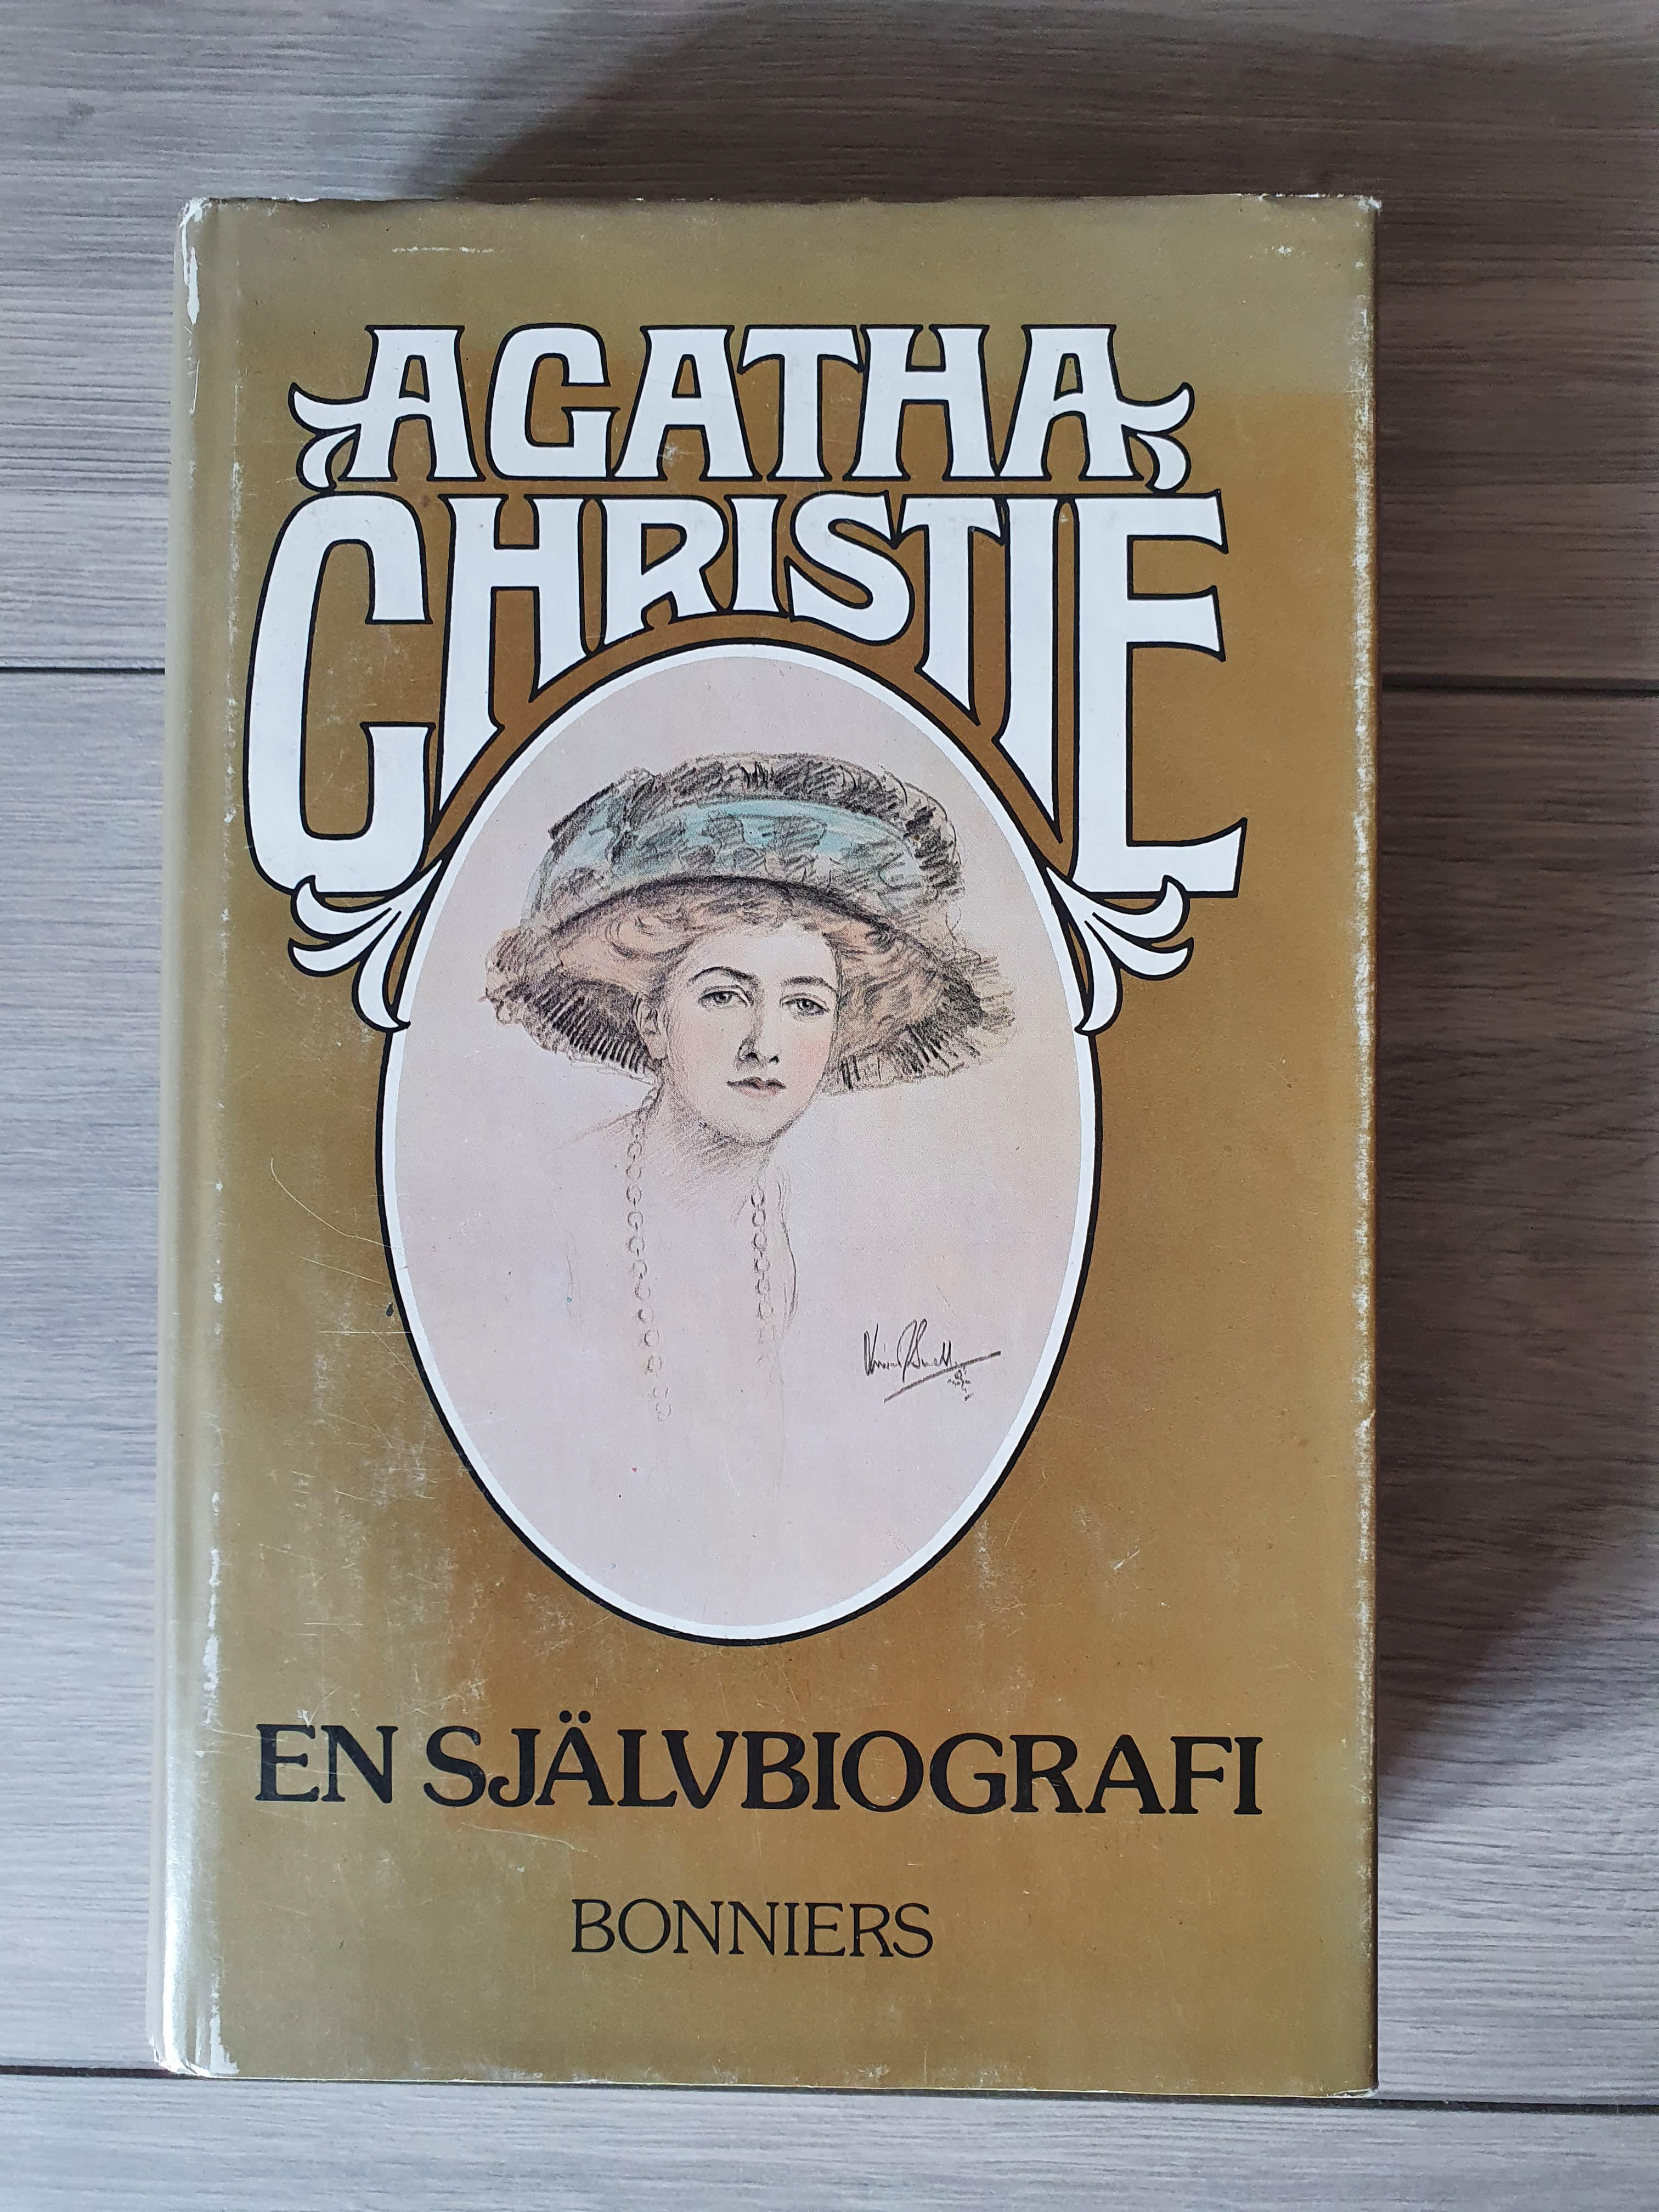 AGATHA
CHRISTIE
EN SJÄLVBIOGRAFI
BONNIERS